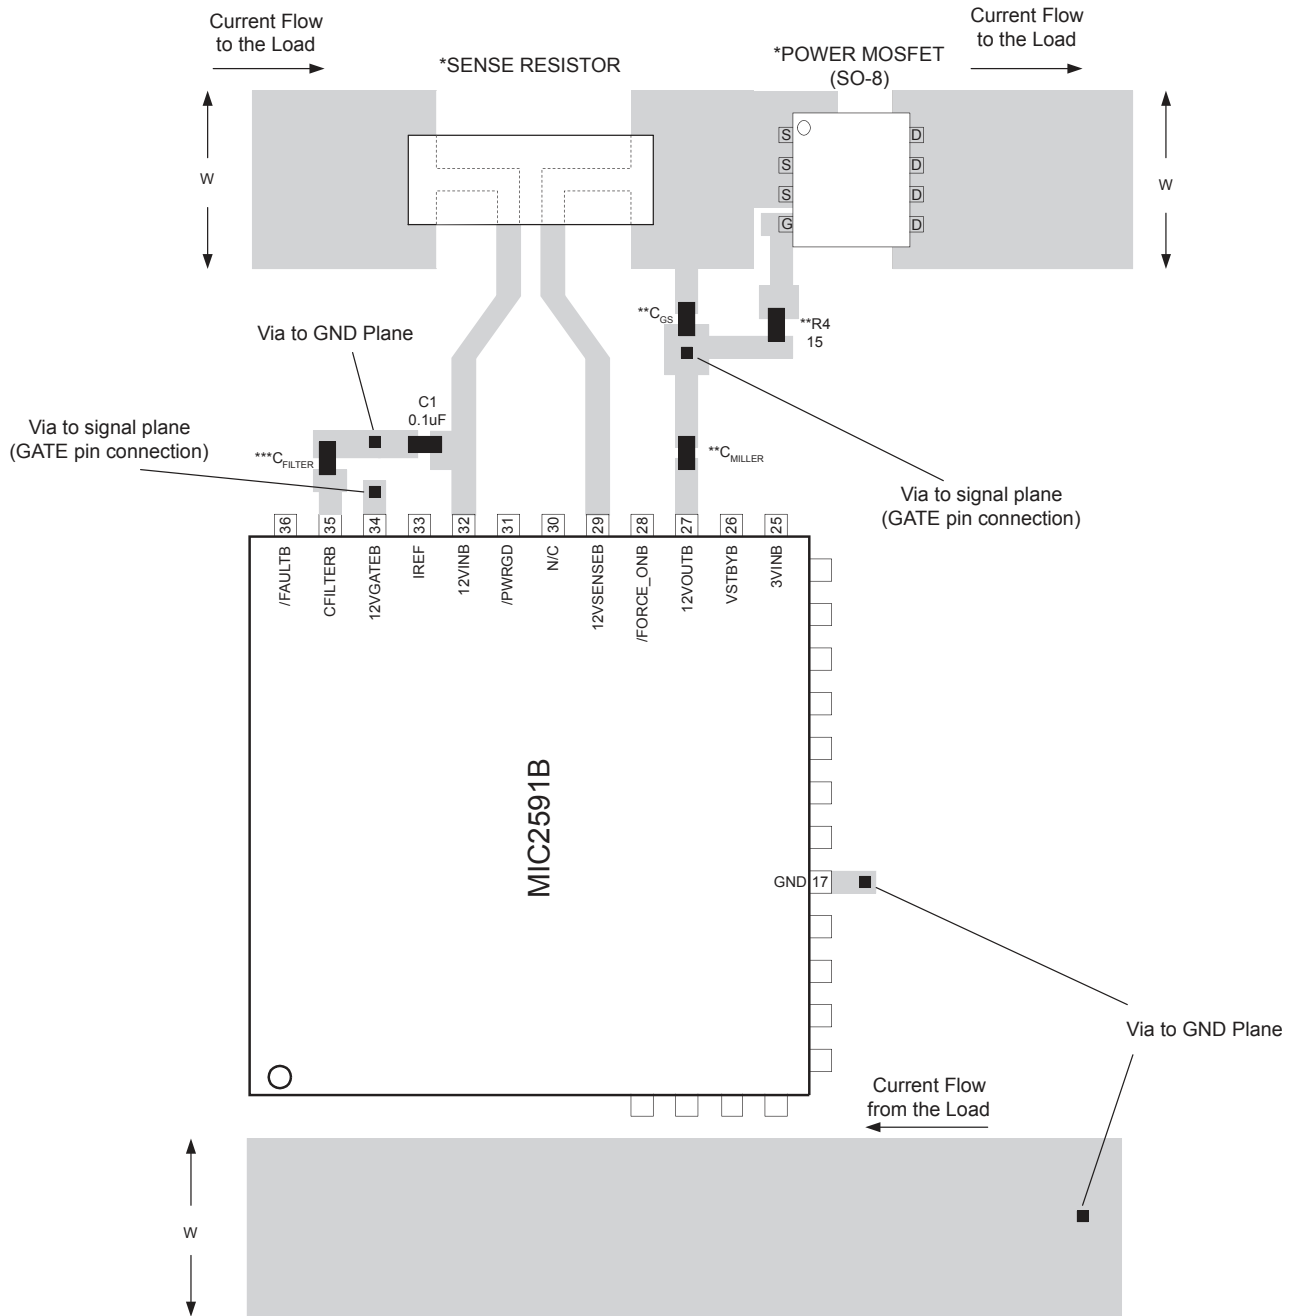 Current Flow
to the Load
*SENSE RESISTOR
*POWER MOSFET
(SO-8)
Current Flow
to the Load
W
S
S
S
G
D
D
D
D
W
**C_GS
**R4
15
Via to GND Plane
C1
0.1uF
Via to signal plane
(GATE pin connection)
***C_FILTER
**C_MILLER
Via to signal plane
(GATE pin connection)
36
35
34
33
32
31
30
29
28
27
26
25
/FAULTB
CFILTERB
12VGATEB
IREF
12VINB
/PWRGD
N/C
12VSENSEB
/FORCE_ONB
12VOUTB
VSTBYB
3VINB
MIC2591B
GND 17
Via to GND Plane
Current Flow
from the Load
W